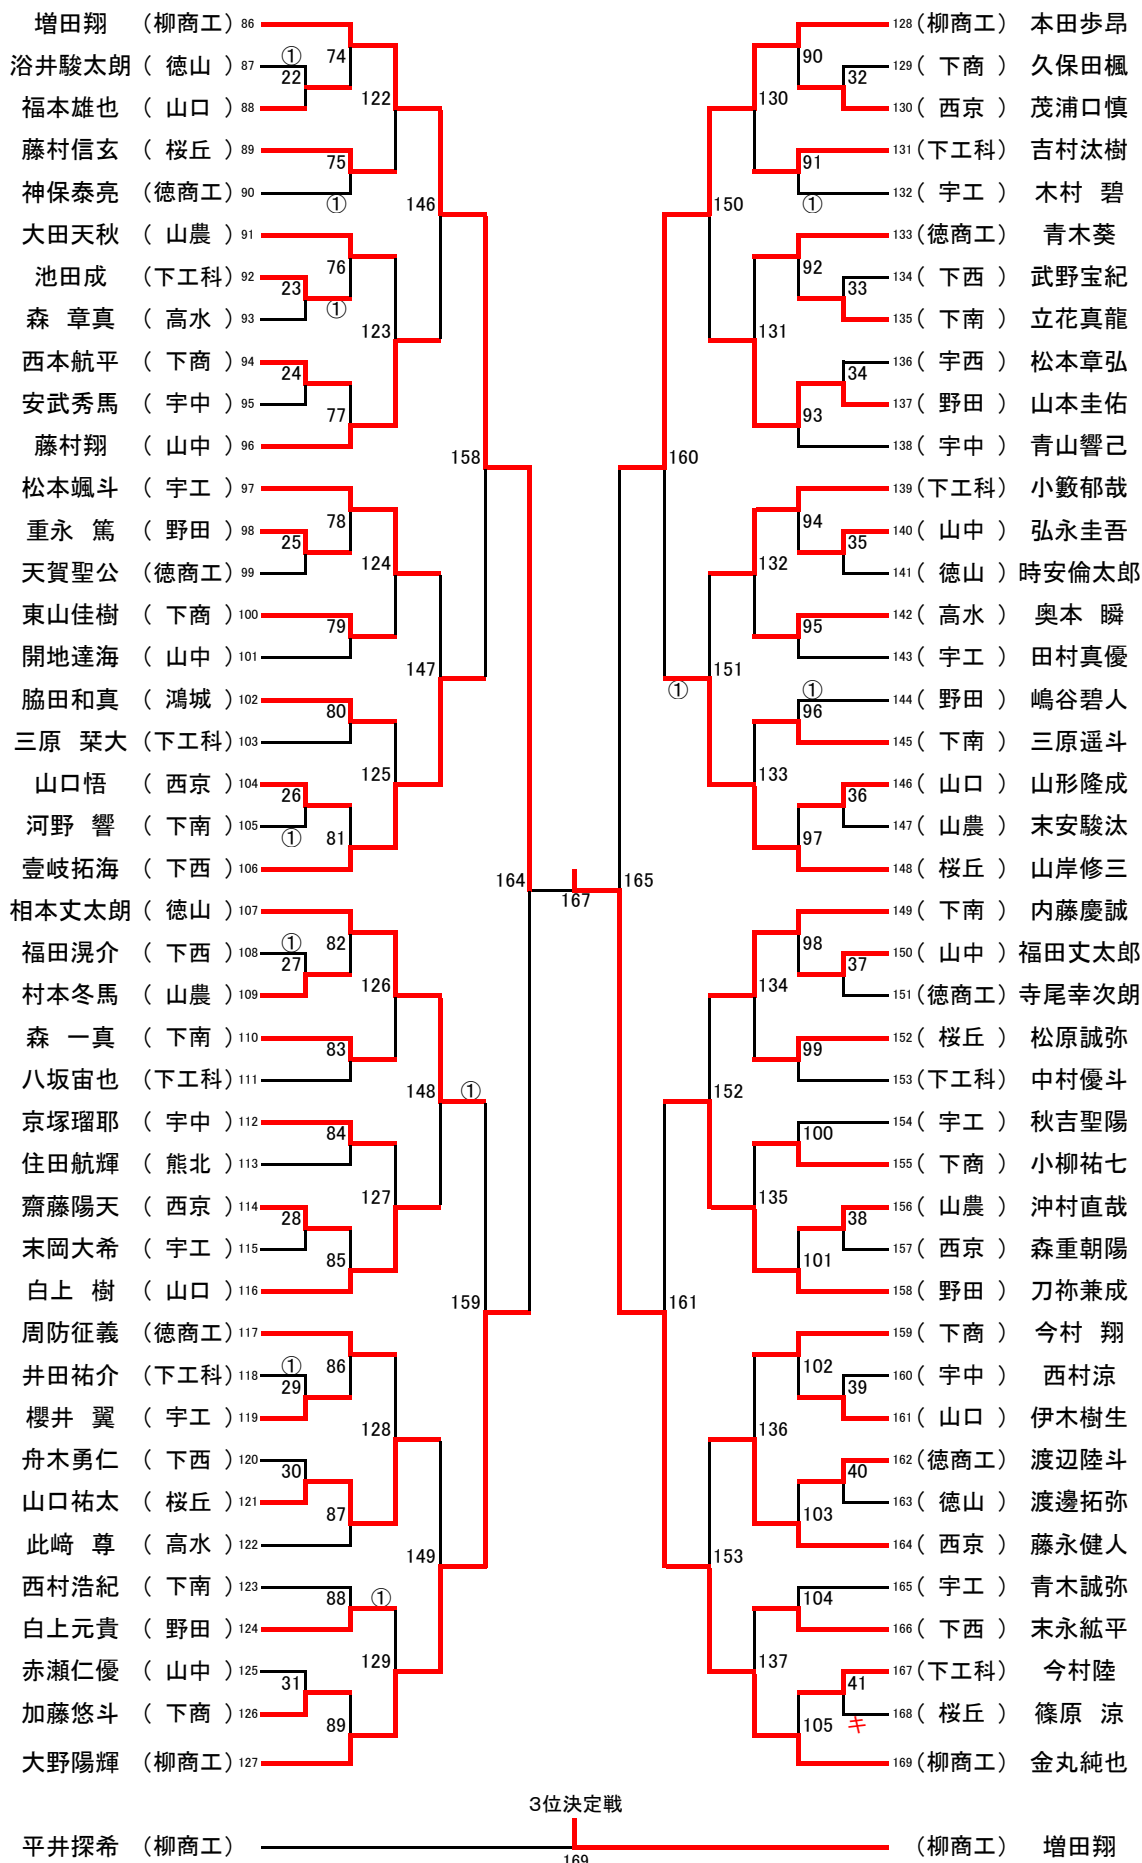 増田翔 （柳商工） 86
浴井駿太朗 （ 徳山 ） 87 ①
福本雄也 （ 山口 ） 88
藤村信玄 （ 桜丘 ） 89
神保泰亮 （徳商工） 90 ①
大田天秋 （ 山農 ） 91
池田成 （下工科） 92
森 章真 （ 高水 ） 93 ①
西本航平 （ 下商 ） 94
安武秀馬 （ 宇中 ） 95
藤村翔 （ 山中 ） 96
松本颯斗 （ 宇工 ） 97
重永 篤 （ 野田 ） 98
天賀聖公 （徳商工） 99
東山佳樹 （ 下商 ） 100
開地達海 （ 山中 ） 101
脇田和真 （ 鴻城 ） 102
三原 栞大 （下工科） 103
山口悟 （ 西京 ） 104
河野 響 （ 下南 ） 105 ①
壹岐拓海 （ 下西 ） 106
相本丈太朗 （ 徳山 ） 107
福田滉介 （ 下西 ） 108 ①
村本冬馬 （ 山農 ） 109
森 一真 （ 下南 ） 110
八坂宙也 （下工科） 111
京塚瑠耶 （ 宇中 ） 112
住田航輝 （ 熊北 ） 113
齋藤陽天 （ 西京 ） 114
末岡大希 （ 宇工 ） 115
白上 樹 （ 山口 ） 116
周防征義 （徳商工） 117
井田祐介 （下工科） 118 ①
櫻井 翼 （ 宇工 ） 119
舟木勇仁 （ 下西 ） 120
山口祐太 （ 桜丘 ） 121
此﨑 尊 （ 高水 ） 122
西村浩紀 （ 下南 ） 123
白上元貴 （ 野田 ） 124 ①
赤瀬仁優 （ 山中 ） 125
加藤悠斗 （ 下商 ） 126
大野陽輝 （柳商工） 127
22
23
24
25
26
27
28
29
30
31
74
75
76
77
78
79
80
81
82
83
84
85
86
87
88
89
122
123
124
125
126
127
128
129
146
147
148 ①
149
158
159
164
167
165
160
161
150
151 ①
152
153
130
131
132
133
134
135
136
137
90
91
92
93
94
95
96
97
98
99
100
101
102
103
104
105
32
33
34
35
36
37
38
39
40
41
128 （柳商工） 本田歩昂
129 （ 下商 ） 久保田楓
130 （ 西京 ） 茂浦口慎
131 （下工科） 吉村汰樹
① 132 （ 宇工 ） 木村 碧
133 （徳商工） 青木葵
134 （ 下西 ） 武野宝紀
135 （ 下南 ） 立花真龍
136 （ 宇西 ） 松本章弘
137 （ 野田 ） 山本圭佑
138 （ 宇中 ） 青山響己
139 （下工科） 小籔郁哉
140 （ 山中 ） 弘永圭吾
141 （ 徳山 ） 時安倫太郎
142 （ 高水 ） 奥本 瞬
143 （ 宇工 ） 田村真優
① 144 （ 野田 ） 嶋谷碧人
145 （ 下南 ） 三原遥斗
146 （ 山口 ） 山形隆成
147 （ 山農 ） 末安駿汰
148 （ 桜丘 ） 山岸修三
149 （ 下南 ） 内藤慶誠
150 （ 山中 ） 福田丈太郎
151 （徳商工） 寺尾幸次朗
152 （ 桜丘 ） 松原誠弥
153 （下工科） 中村優斗
154 （ 宇工 ） 秋吉聖陽
155 （ 下商 ） 小柳祐七
156 （ 山農 ） 沖村直哉
157 （ 西京 ） 森重朝陽
158 （ 野田 ） 刀祢兼成
159 （ 下商 ） 今村 翔
160 （ 宇中 ） 西村涼
161 （ 山口 ） 伊木樹生
162 （徳商工） 渡辺陸斗
163 （ 徳山 ） 渡邊拓弥
164 （ 西京 ） 藤永健人
165 （ 宇工 ） 青木誠弥
166 （ 下西 ） 末永紘平
167 （下工科） 今村陸
キ 168 （ 桜丘 ） 篠原 涼
169 （柳商工） 金丸純也
3位決定戦
平井探希 （柳商工） 169 （柳商工） 増田翔